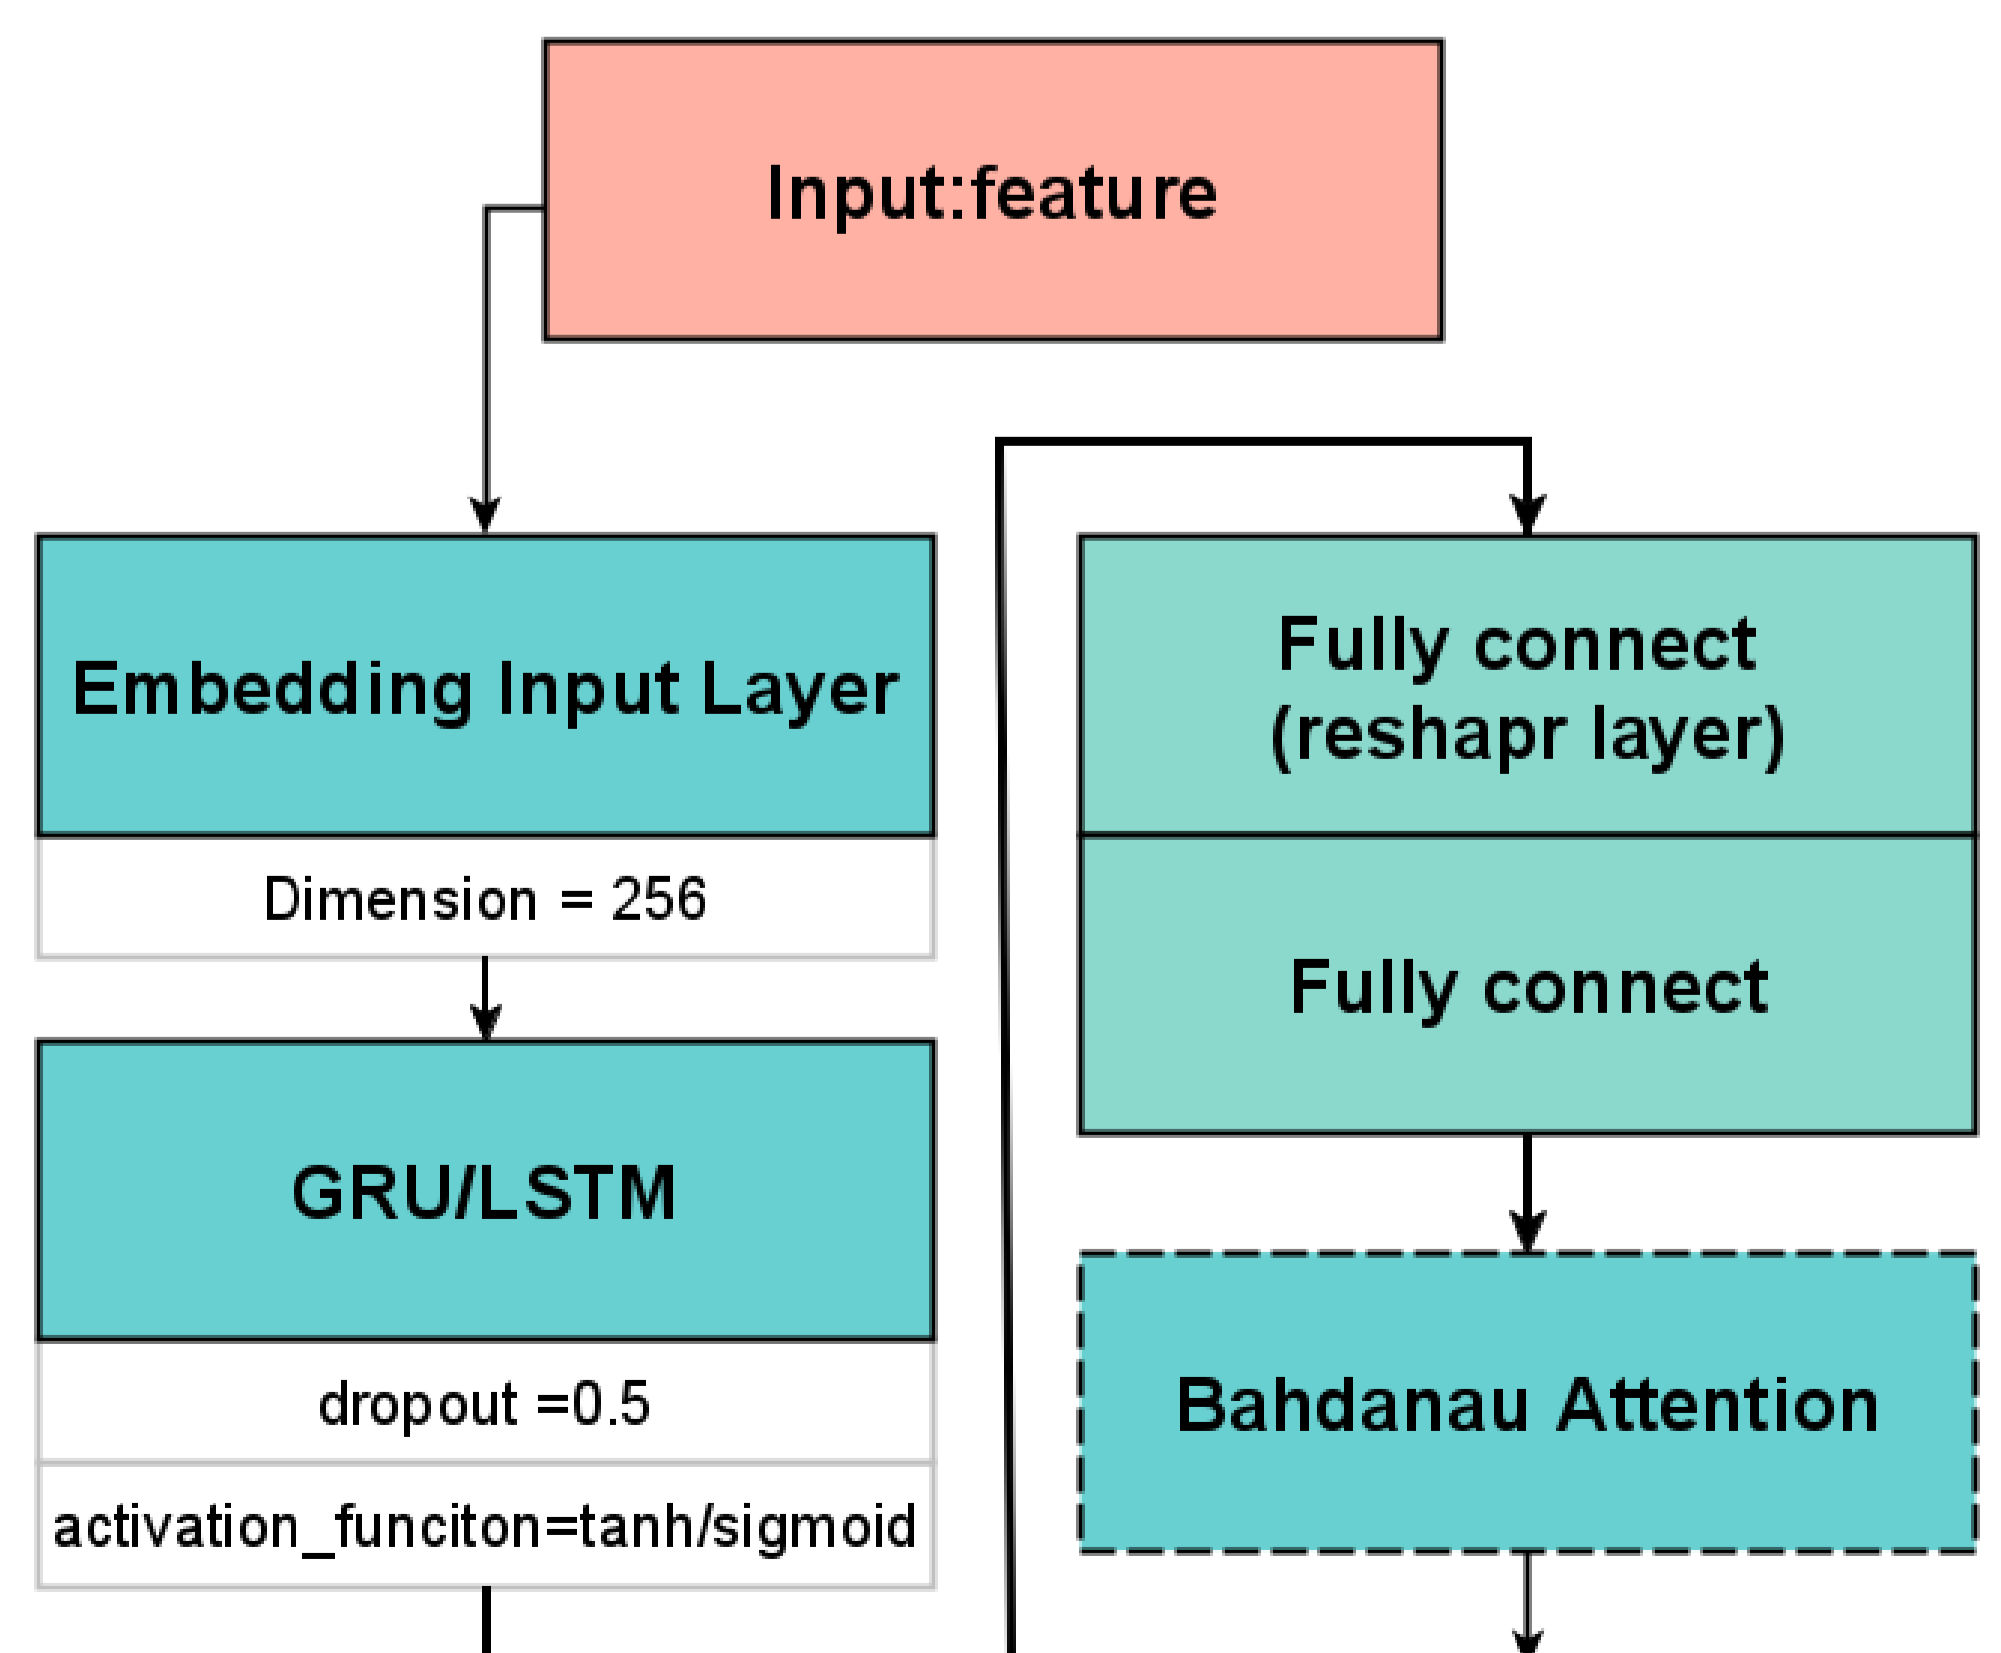 Input:feature
Embedding Input Layer
Dimension = 256
GRU/LSTM
dropout =0.5
activation_funciton=tanh/sigmoid
Fully connect
(reshapr layer)
Fully connect
Bahdanau Attention